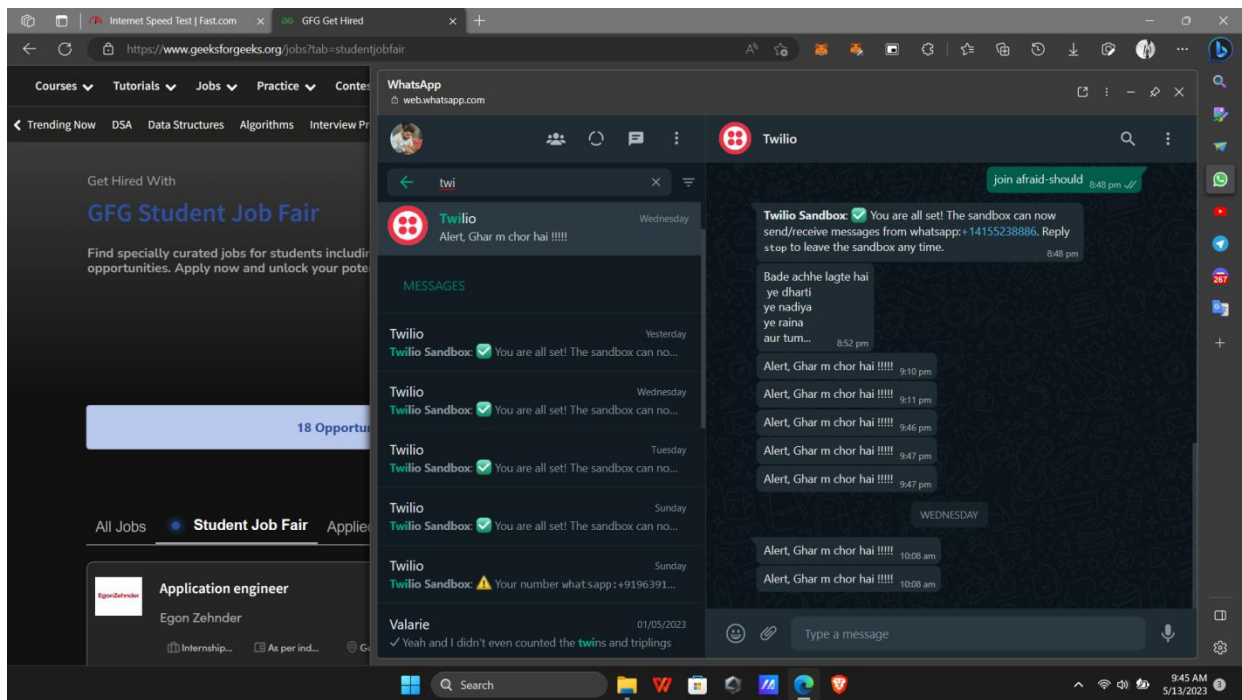 Internet Speed Test | Fast.com
GFG Get Hired
https://www.geeksforgeeks.org/jobs?tab=studentjobfair
Courses
Tutorials
Jobs
Practice
Contes
Trending Now
DSA
Data Structures
Algorithms
Interview Pr
Get Hired With
GFG Student Job Fair
Find specially curated jobs for students includin
opportunities. Apply now and unlock your pote
18 Opportu
All Jobs
Student Job Fair
Applie
EgonZehnder
Application engineer
Egon Zehnder
Internship...
As per ind...
G
WhatsApp
web.whatsapp.com
twi
Twilio
Wednesday
Alert, Ghar m chor hai !!!!!
MESSAGES
Twilio
Yesterday
Twilio Sandbox: ✅ You are all set! The sandbox can no...
Twilio
Wednesday
Twilio Sandbox: ✅ You are all set! The sandbox can no...
Twilio
Tuesday
Twilio Sandbox: ✅ You are all set! The sandbox can no...
Twilio
Sunday
Twilio Sandbox: ✅ You are all set! The sandbox can no...
Twilio
Sunday
Twilio Sandbox: ⚠️ Your number whatsapp:+9196391...
Valarie
01/05/2023
✓ Yeah and I didn't even counted the twins and triplings
Twilio
join afraid-should
8:48 pm
Twilio Sandbox: ✅ You are all set! The sandbox can now
send/receive messages from whatsapp:+14155238886. Reply
stop to leave the sandbox any time.
8:48 pm
Bade achhe lagte hai
ye dharti
ye nadiya
ye raina
aur tum...
8:52 pm
Alert, Ghar m chor hai !!!!! 9:10 pm
Alert, Ghar m chor hai !!!!! 9:11 pm
Alert, Ghar m chor hai !!!!! 9:46 pm
Alert, Ghar m chor hai !!!!! 9:47 pm
Alert, Ghar m chor hai !!!!! 9:47 pm
WEDNESDAY
Alert, Ghar m chor hai !!!!! 10:08 am
Alert, Ghar m chor hai !!!!! 10:08 am
Type a message
267
Search
9:45 AM
5/13/2023
3